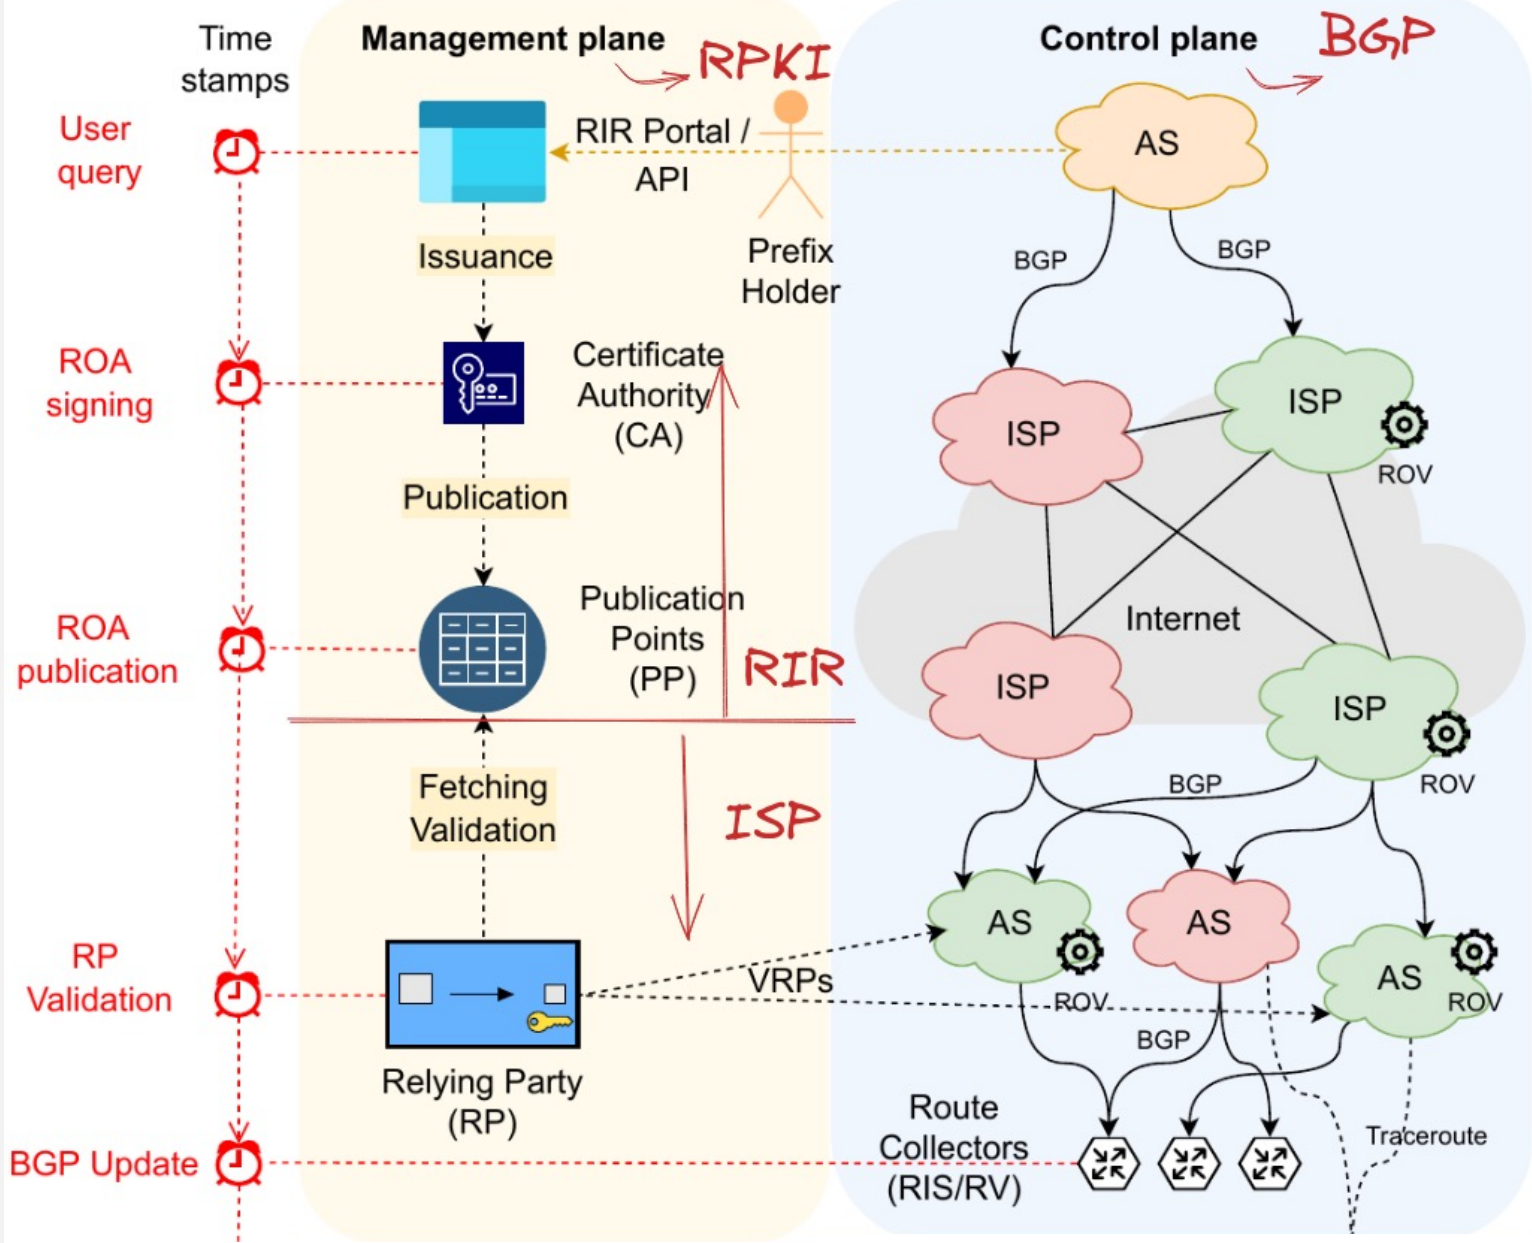 Time
stamps
Management plane
RPKI
Control plane
BGP
User
query
RIR Portal /
API
Prefix
Holder
AS
Issuance
BGP
BGP
ROA
signing
Certificate
Authority
(CA)
ISP
ISP
ROV
Publication
ROA
publication
Publication
Points
(PP)
RIR
Internet
ISP
ISP
ROV
Fetching
Validation
ISP
BGP
RP
Validation
VRPs
AS
ROV
AS
AS
ROV
Relying Party
(RP)
BGP
BGP Update
Route
Collectors
(RIS/RV)
Traceroute